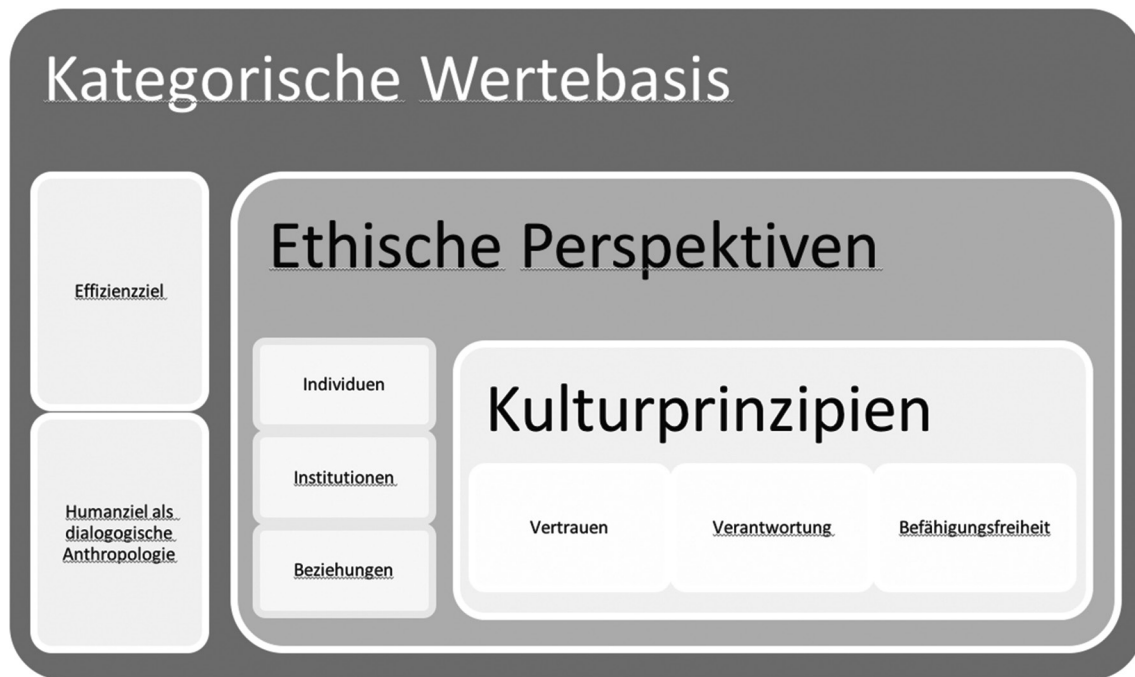 Kategorische Wertebasis
Effizienzziel
Humanziel als
dialogogische
Anthropologie
Ethische Perspektiven
Individuen
Institutionen
Beziehungen
Kulturprinzipien
Vertrauen
Verantwortung
Befähigungsfreiheit